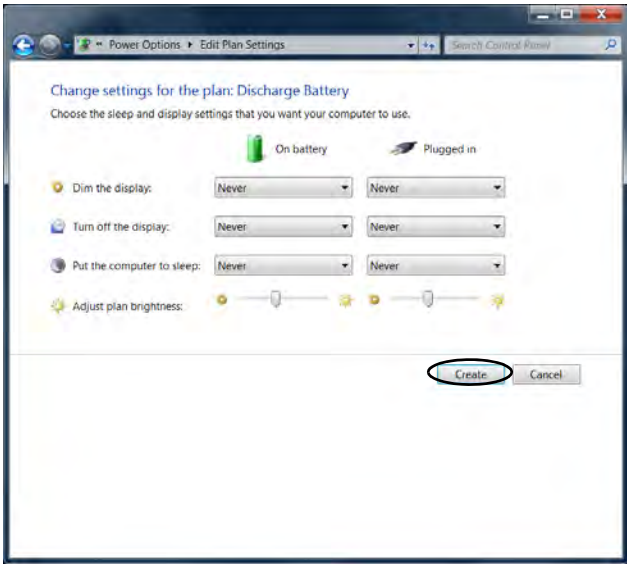 Power Options ▸ Edit Plan Settings
Search Control Panel
Change settings for the plan: Discharge Battery
Choose the sleep and display settings that you want your computer to use.
On battery Plugged in
Dim the display: Never Never
Turn off the display: Never Never
Put the computer to sleep: Never Never
Adjust plan brightness:
Create Cancel